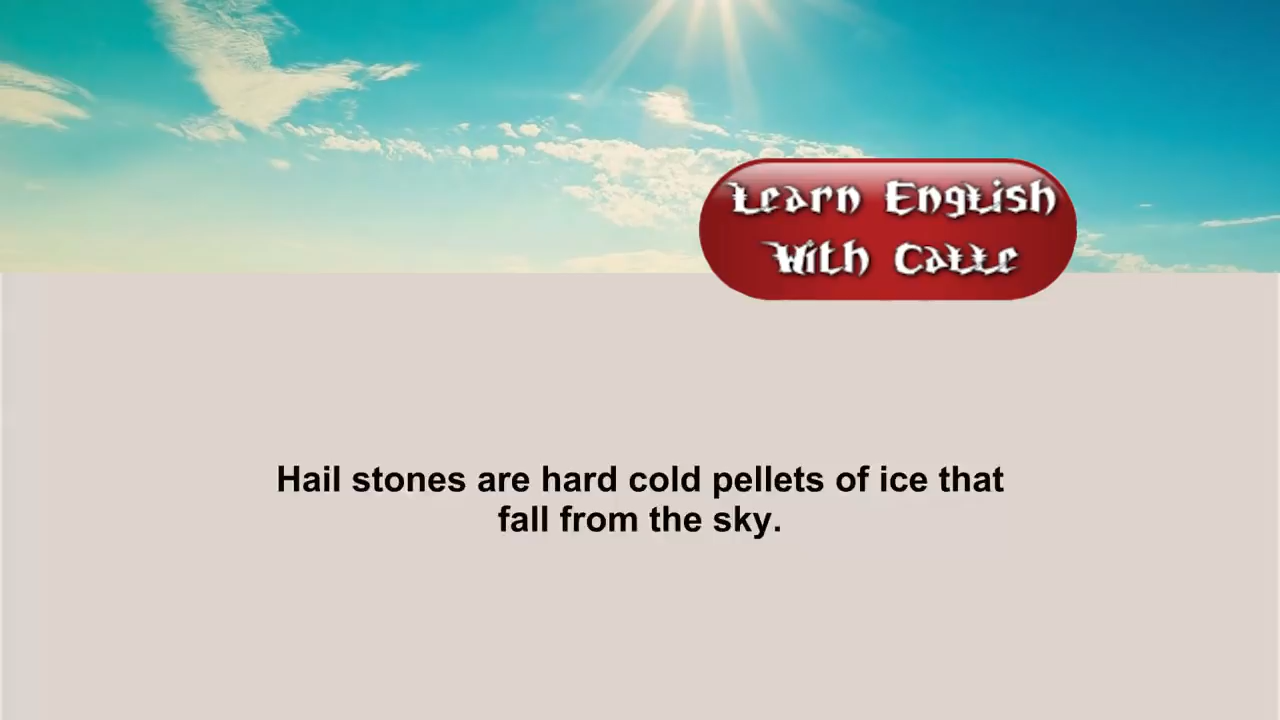 Learn English
With Calle
Hail stones are hard cold pellets of ice that
fall from the sky.